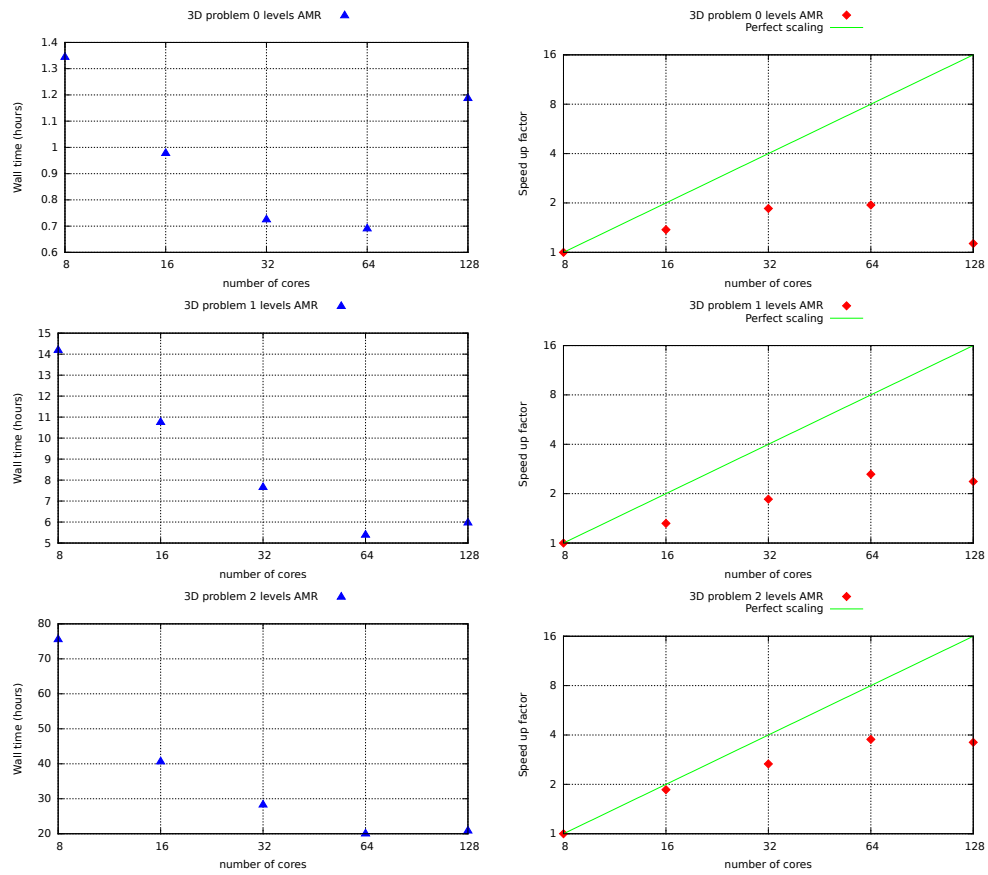 3D problem 0 levels AMR
Wall time (hours)
1.4
1.3
1.2
1.1
1
0.9
0.8
0.7
0.6
8 16 32 64 128
number of cores
3D problem 0 levels AMR
Perfect scaling
Speed up factor
16
8
4
2
1
8 16 32 64 128
number of cores
3D problem 1 levels AMR
Wall time (hours)
15
14
13
12
11
10
9
8
7
6
5
8 16 32 64 128
number of cores
3D problem 1 levels AMR
Perfect scaling
Speed up factor
16
8
4
2
1
8 16 32 64 128
number of cores
3D problem 2 levels AMR
Wall time (hours)
80
70
60
50
40
30
20
8 16 32 64 128
number of cores
3D problem 2 levels AMR
Perfect scaling
Speed up factor
16
8
4
2
1
8 16 32 64 128
number of cores